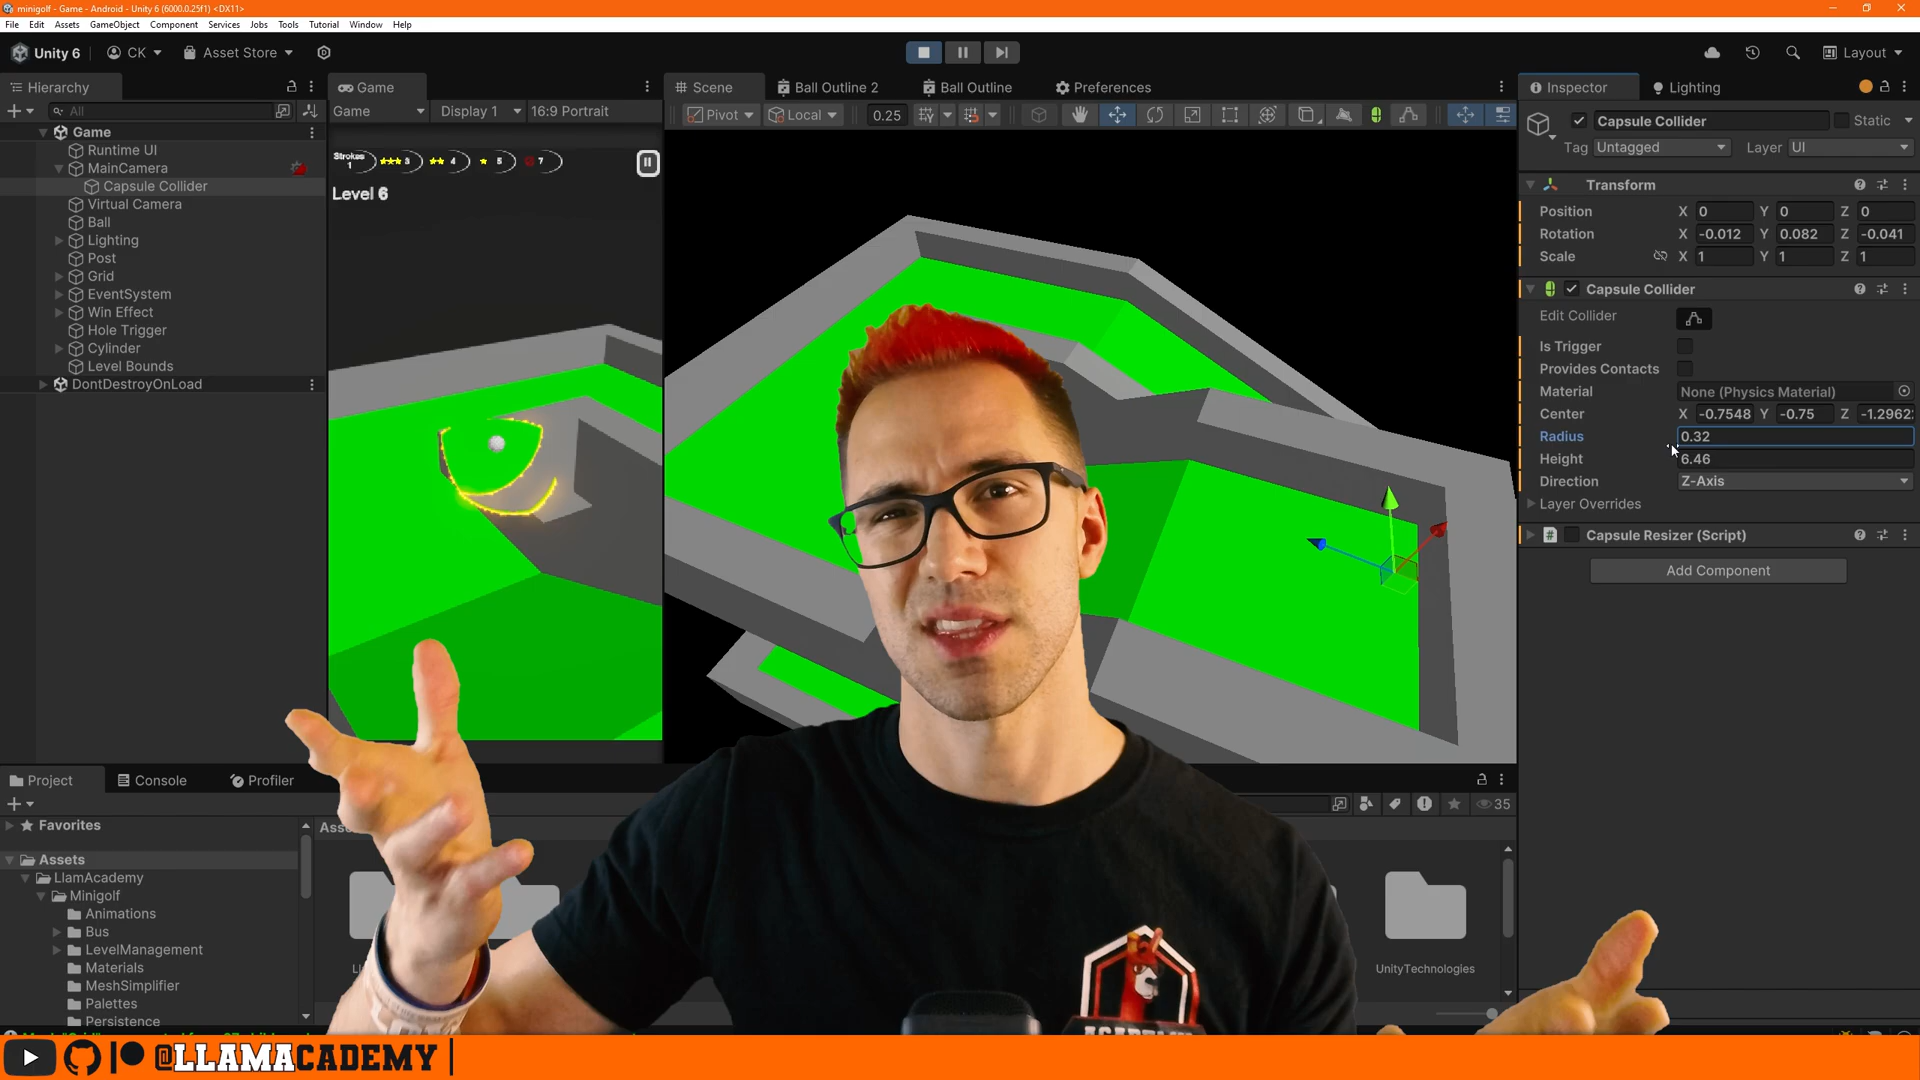 minigolf - Game - Android - Unity 6 (6000.0.25f1) <DX11>
File Edit Assets GameObject Component Services Jobs Tools Tutorial Window Help
Unity 6 CK Asset Store Layout
Hierarchy
All
Game
Runtime UI
MainCamera
Capsule Collider
Virtual Camera
Ball
Lighting
Post
Grid
EventSystem
Win Effect
Hole Trigger
Cylinder
Level Bounds
DontDestroyOnLoad
Game
Game Display 1 16:9 Portrait
Strokes
1
3 4 5 7
Level 6
Scene Ball Outline 2 Ball Outline Preferences
Pivot Local 0.25
Inspector Lighting
Capsule Collider Static
Tag Untagged Layer UI
Transform
Position X 0 Y 0 Z 0
Rotation X -0.012 Y 0.082 Z -0.041
Scale X 1 Y 1 Z 1
Capsule Collider
Edit Collider
Is Trigger
Provides Contacts
Material None (Physics Material)
Center X -0.7548 Y -0.75 Z -1.2962
Radius 0.32
Height 6.46
Direction Z-Axis
Layer Overrides
Capsule Resizer (Script)
Add Component
Project Console Profiler
35
Favorites
Assets
LlamAcademy
Minigolf
Animations
Bus
LevelManagement
Materials
MeshSimplifier
Palettes
Persistence
UnityTechnologies
@LLAMACADEMY